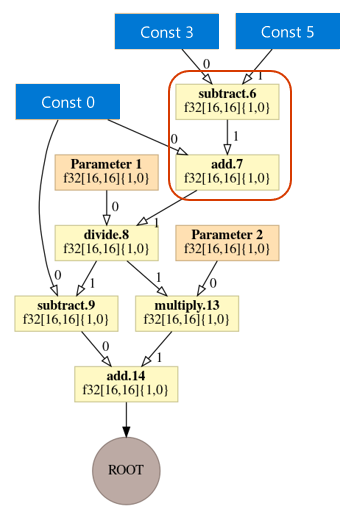 Const 3
Const 5
0
1
subtract.6
f32[16,16]{1,0}
Const 0
0
1
Parameter 1
f32[16,16]{1,0}
add.7
f32[16,16]{1,0}
0
1
divide.8
f32[16,16]{1,0}
Parameter 2
f32[16,16]{1,0}
0
1
1
0
subtract.9
f32[16,16]{1,0}
multiply.13
f32[16,16]{1,0}
0
1
add.14
f32[16,16]{1,0}
ROOT